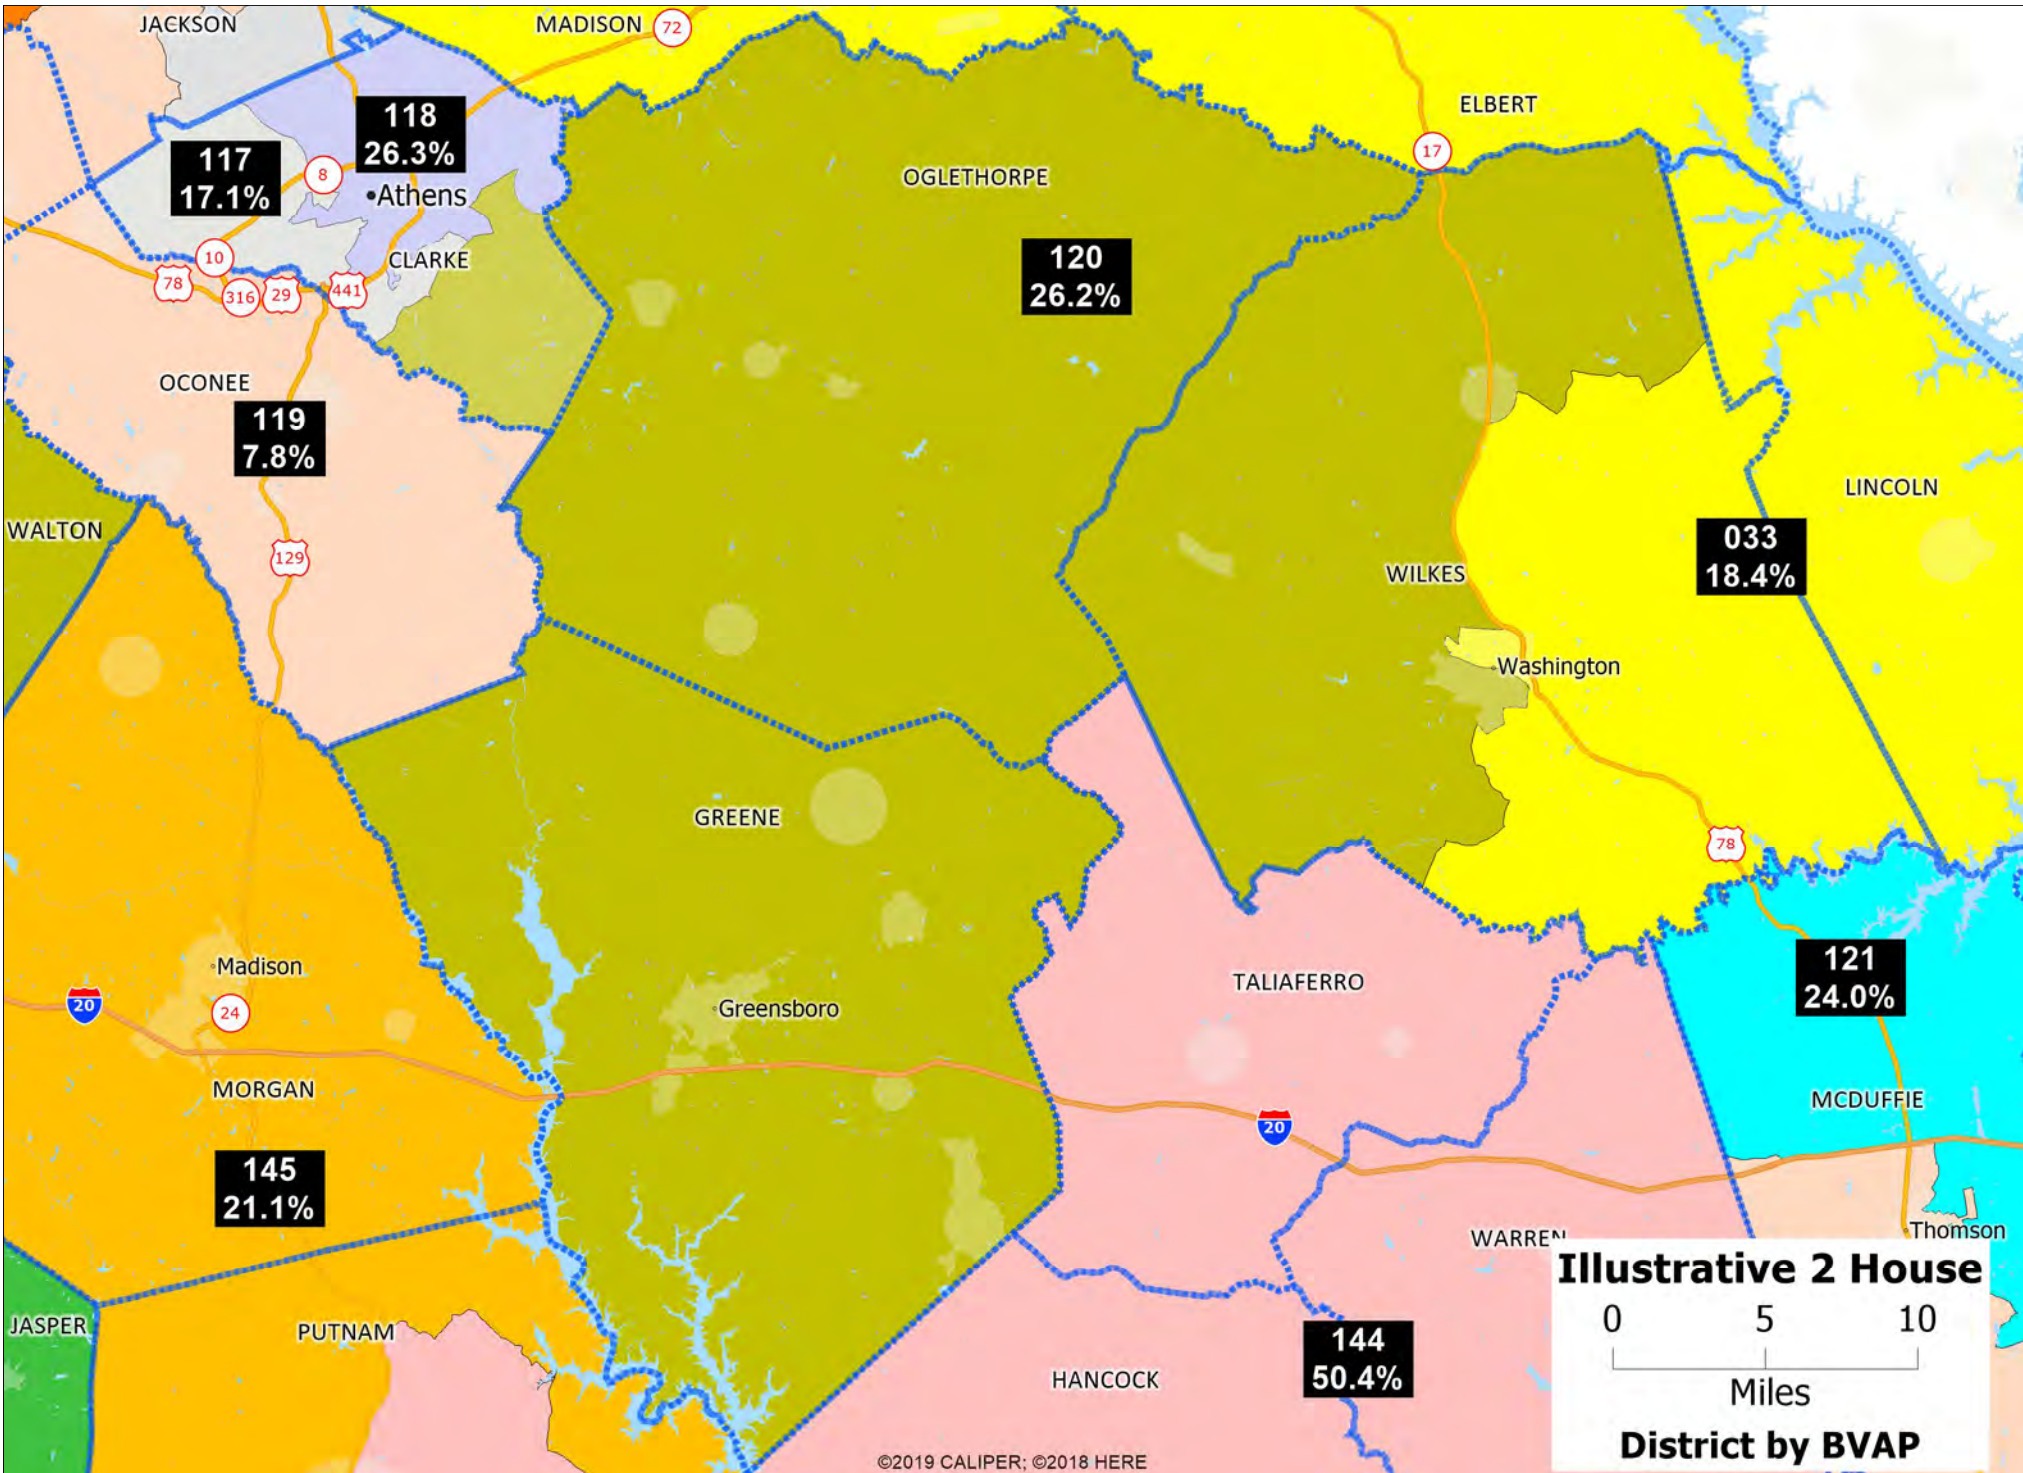 JACKSON
MADISON
72
ELBERT
118
26.3%
117
17.1%
8
Athens
17
OGLETHORPE
120
26.2%
10
CLARKE
78
316
29
441
OCONEE
119
7.8%
WALTON
129
LINCOLN
033
18.4%
WILKES
Washington
GREENE
78
Madison
20
24
Greensboro
TALIAFERRO
121
24.0%
MORGAN
MCDUFFIE
20
145
21.1%
WARREN
Thomson
JASPER
PUTNAM
HANCOCK
144
50.4%
Illustrative 2 House
0 5 10
Miles
District by BVAP
©2019 CALIPER; ©2018 HERE